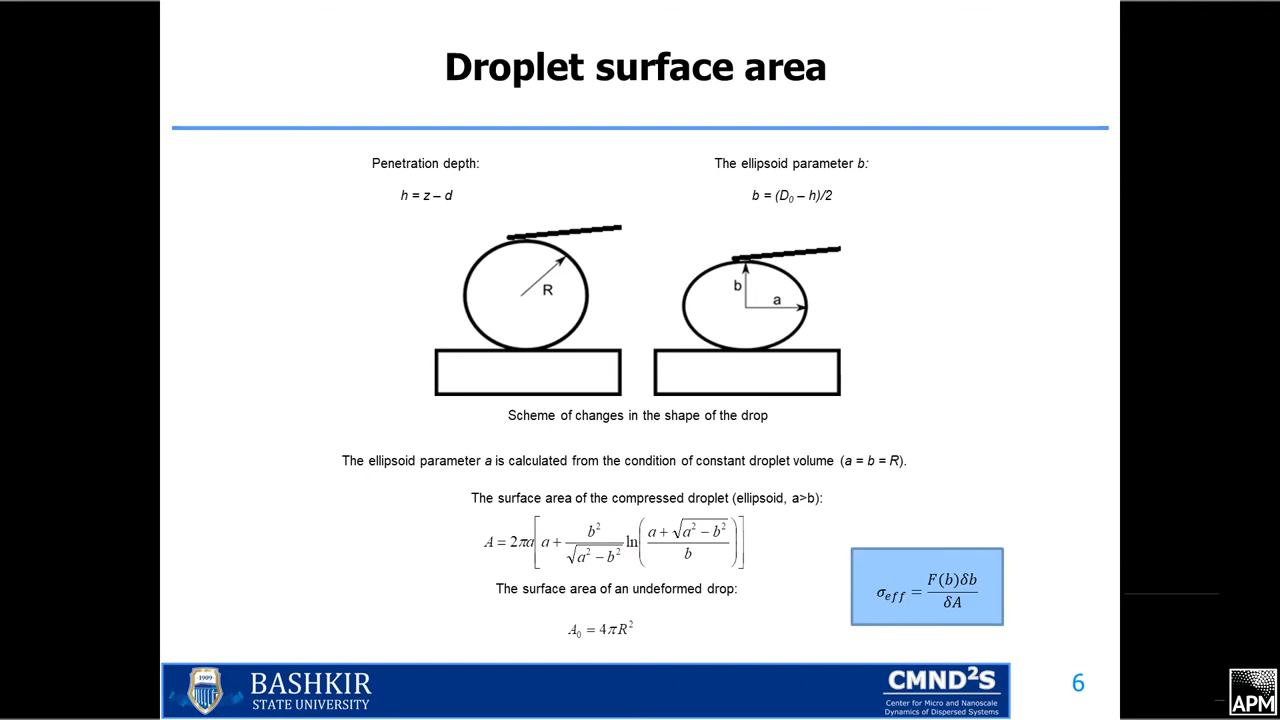 Droplet surface area
Penetration depth:
h = z – d
The ellipsoid parameter b:
b = (D₀ – h)/2
R
b
a
Scheme of changes in the shape of the drop
The ellipsoid parameter a is calculated from the condition of constant droplet volume (a = b = R).
The surface area of the compressed droplet (ellipsoid, a>b):
A = 2πa[a + b²/√(a² – b²) ln((a + √(a² – b²))/b)]
The surface area of an undeformed drop:
A₀ = 4πR²
σ_eff = F(b)δb/δA
1909
BASHKIR
STATE UNIVERSITY
CMND²S
Center for Micro and Nanoscale
Dynamics of Dispersed Systems
6
APM